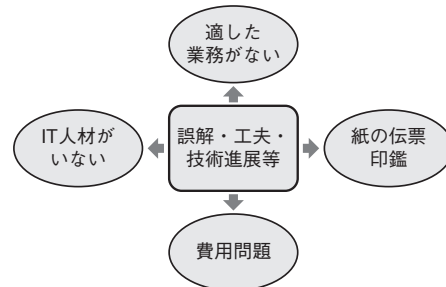 適した
業務がない
IT人材が
いない
誤解・工夫・
技術進展等
紙の伝票
印鑑
費用問題